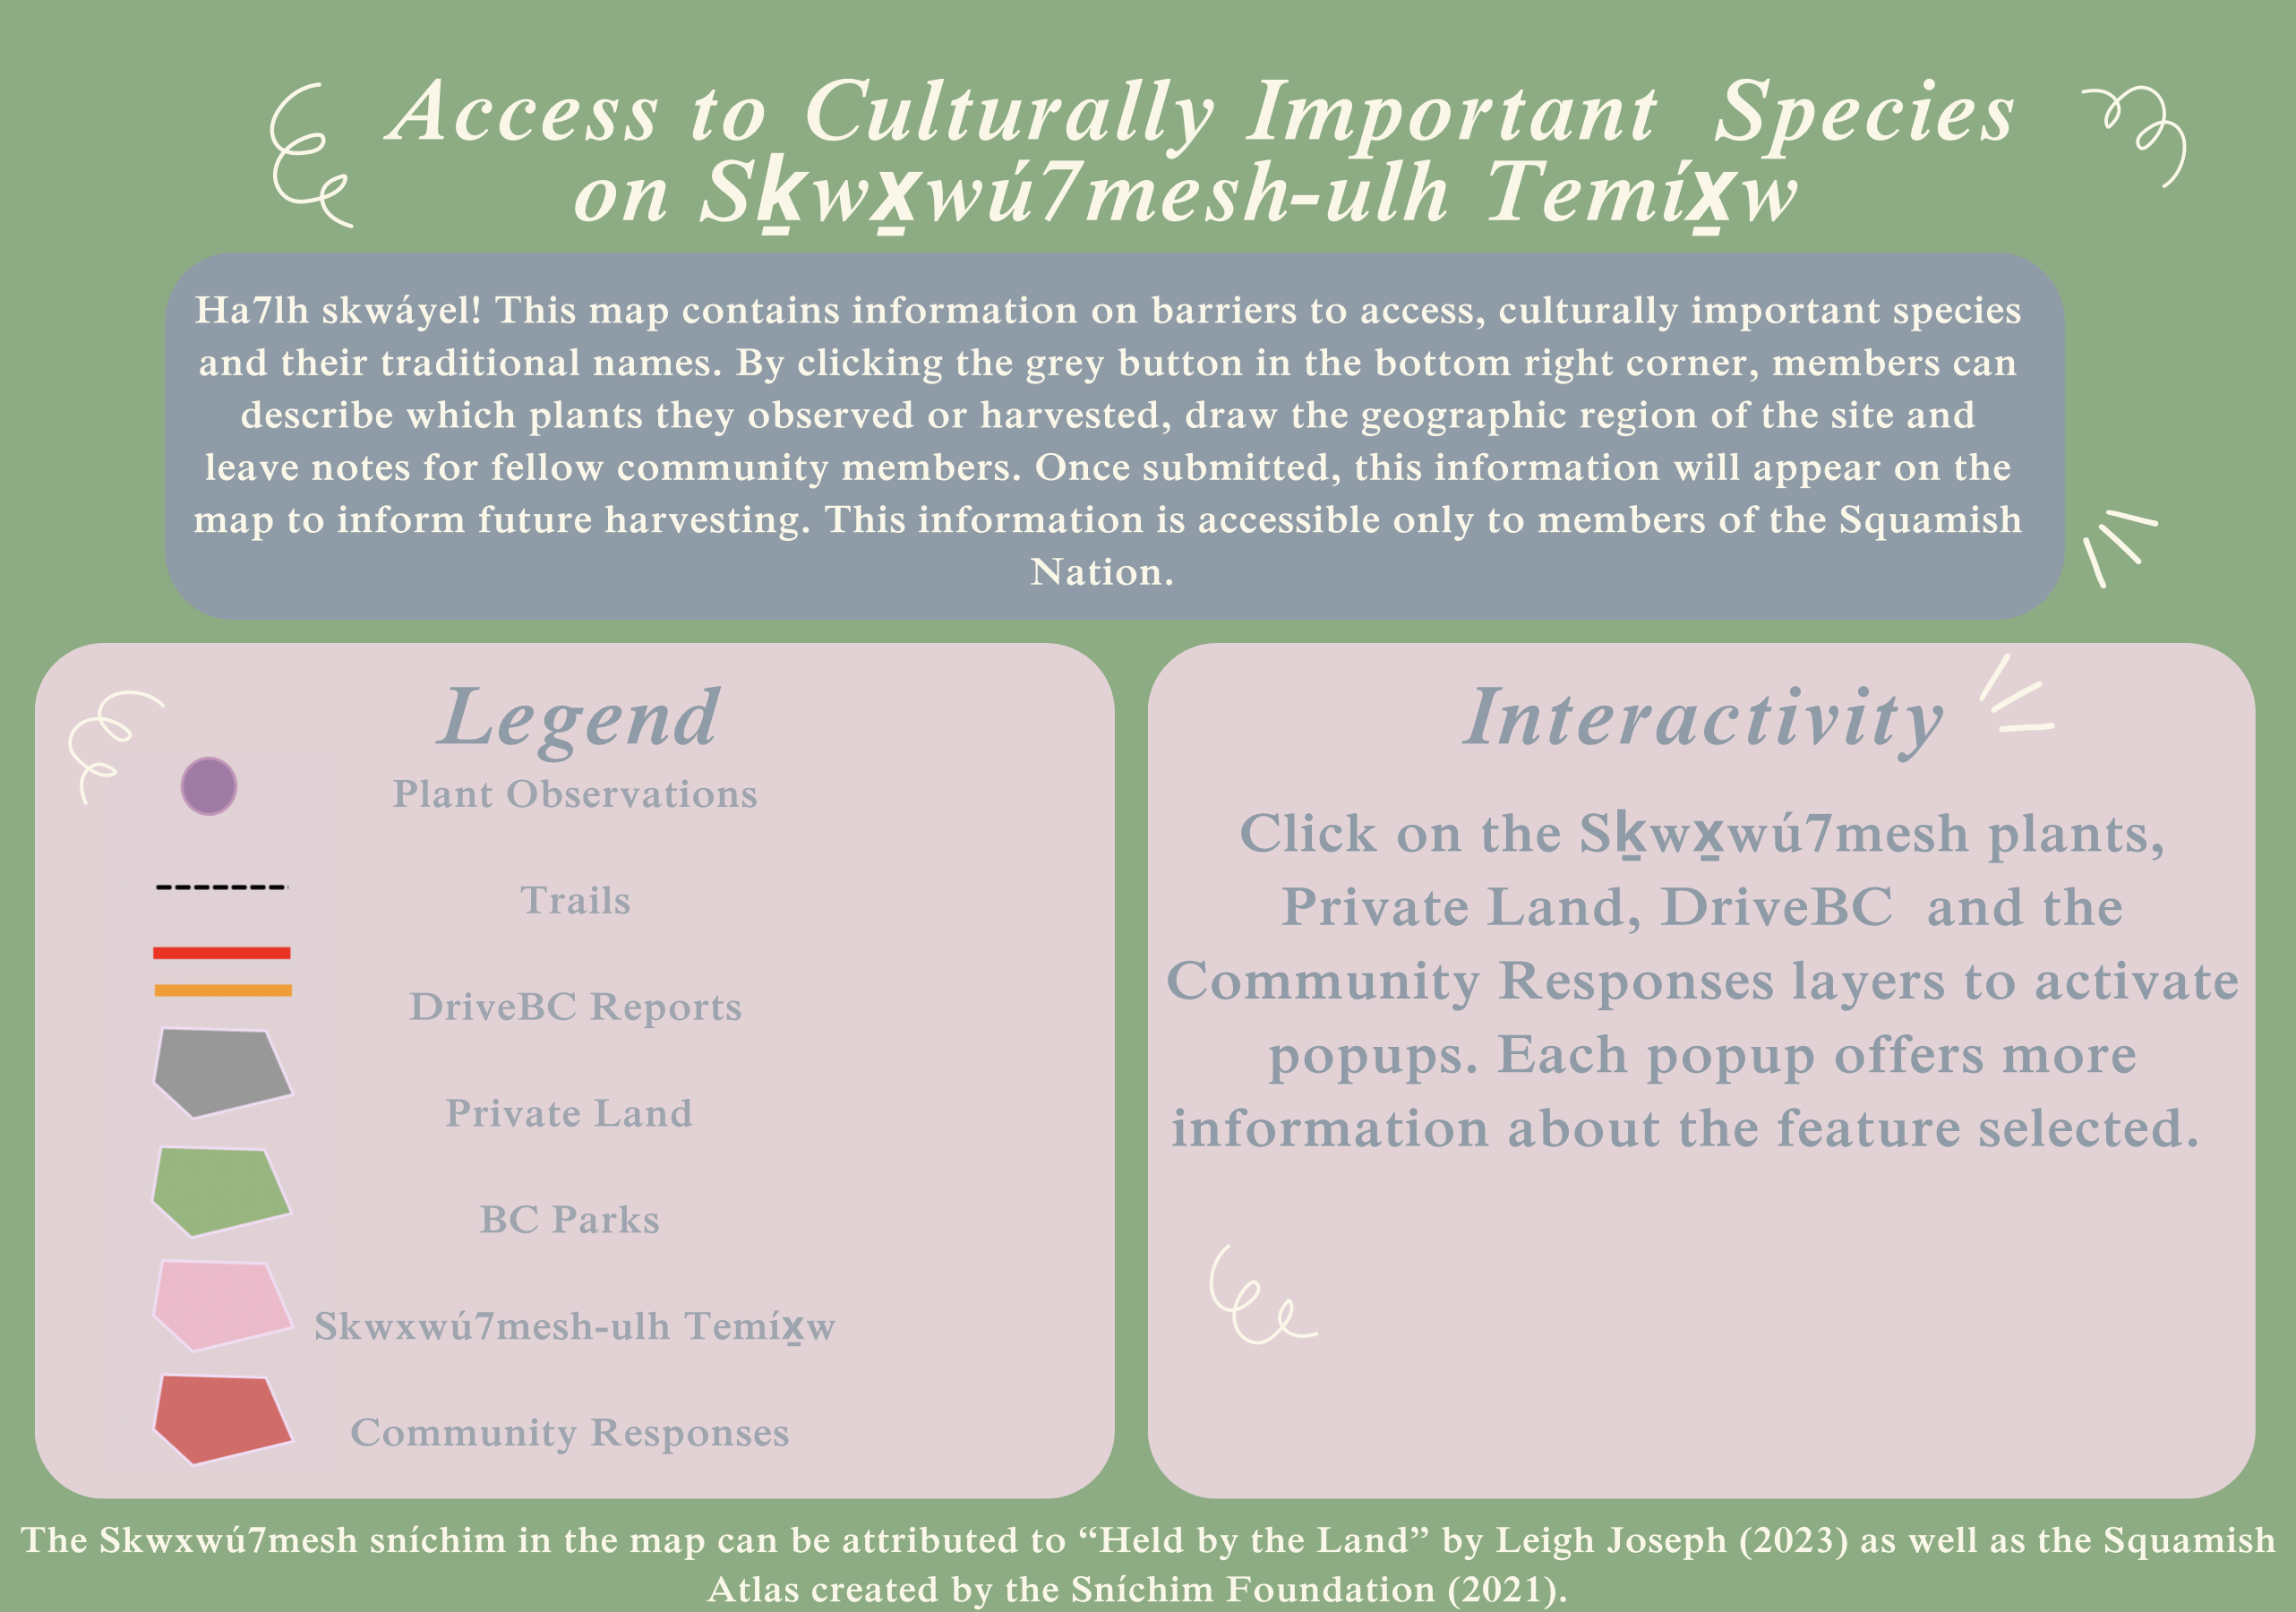 Access to Culturally Important Species
on Sḵwx̱wú7mesh-ulh Temíx̱w
Ha7lh skwáyel! This map contains information on barriers to access, culturally important species
and their traditional names. By clicking the grey button in the bottom right corner, members can
describe which plants they observed or harvested, draw the geographic region of the site and
leave notes for fellow community members. Once submitted, this information will appear on the
map to inform future harvesting. This information is accessible only to members of the Squamish
Nation.
Legend
Plant Observations
Trails
DriveBC Reports
Private Land
BC Parks
Skwxwú7mesh-ulh Temíx̱w
Community Responses
Interactivity
Click on the Sḵwx̱wú7mesh plants,
Private Land, DriveBC and the
Community Responses layers to activate
popups. Each popup offers more
information about the feature selected.
The Skwxwú7mesh sníchim in the map can be attributed to “Held by the Land” by Leigh Joseph (2023) as well as the Squamish
Atlas created by the Sníchim Foundation (2021).